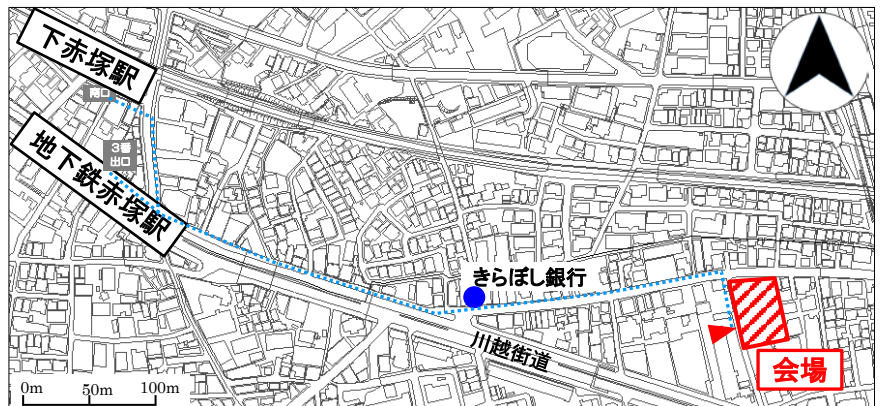 下赤塚駅
南口
3番
出口
地下鉄赤塚駅
きらぼし銀行
川越街道
会場
0m 50m 100m